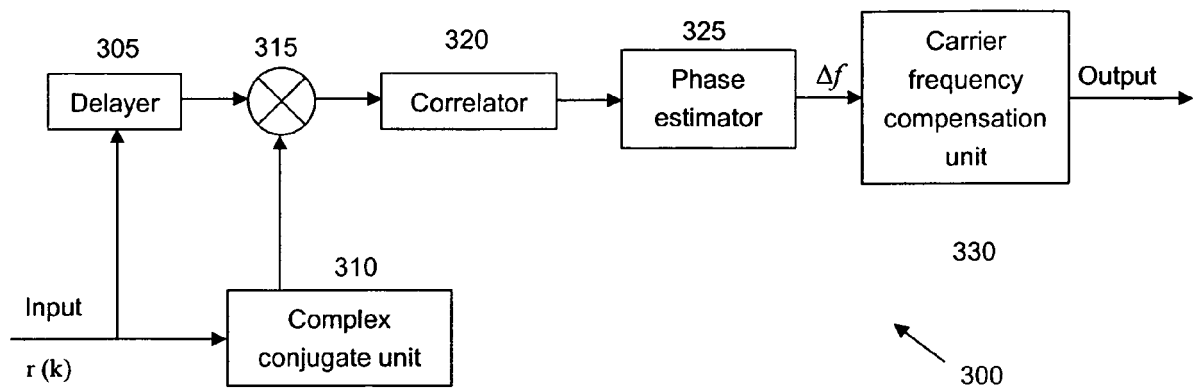 305
315
320
325
Delayer
Correlator
Phase
estimator
Δf
Carrier
frequency
compensation
unit
Output
330
310
Input
r (k)
Complex
conjugate unit
300